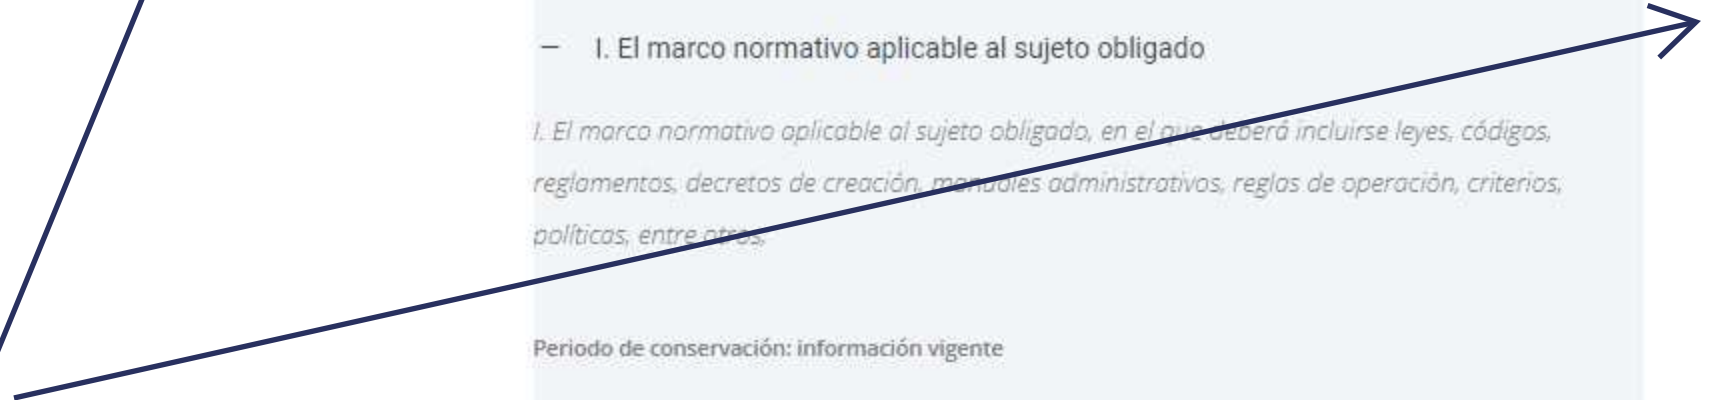 – I. El marco normativo aplicable al sujeto obligado
I. El marco normativo aplicable al sujeto obligado, en el que deberá incluirse leyes, códigos,
reglamentos, decretos de creación, manuales administrativos, reglas de operación, criterios,
políticas, entre otros;
Periodo de conservación: información vigente